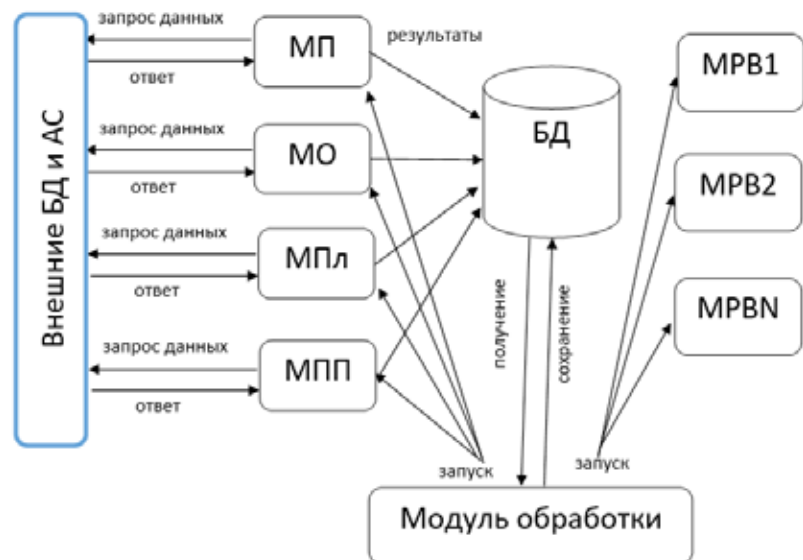 Внешние БД и АС
запрос данных
ответ
МП
результаты
запрос данных
ответ
МО
запрос данных
ответ
МПл
запрос данных
ответ
МПП
БД
получение
сохранение
МРВ1
МРВ2
МРВN
запуск
запуск
Модуль обработки